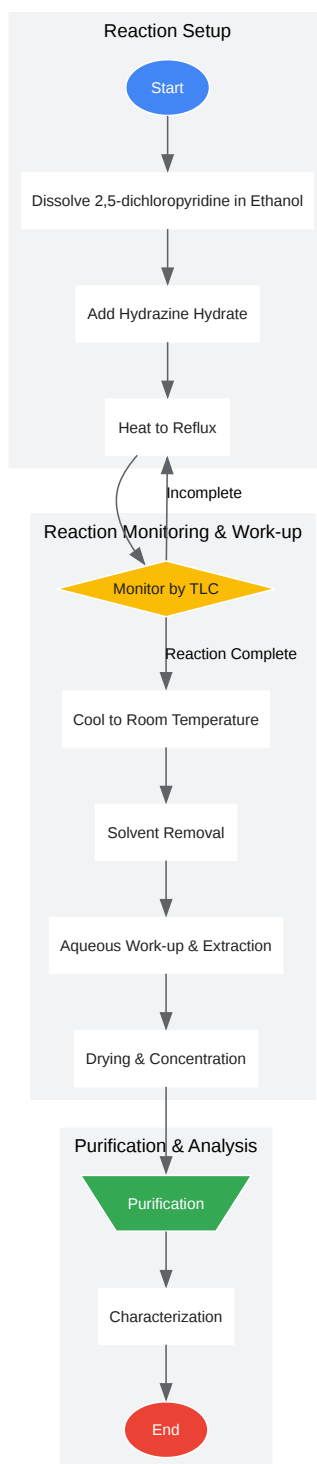 Reaction Setup
Start
Dissolve 2,5-dichloropyridine in Ethanol
Add Hydrazine Hydrate
Heat to Reflux
Incomplete
Reaction Monitoring & Work-up
Monitor by TLC
Reaction Complete
Cool to Room Temperature
Solvent Removal
Aqueous Work-up & Extraction
Drying & Concentration
Purification & Analysis
Purification
Characterization
End